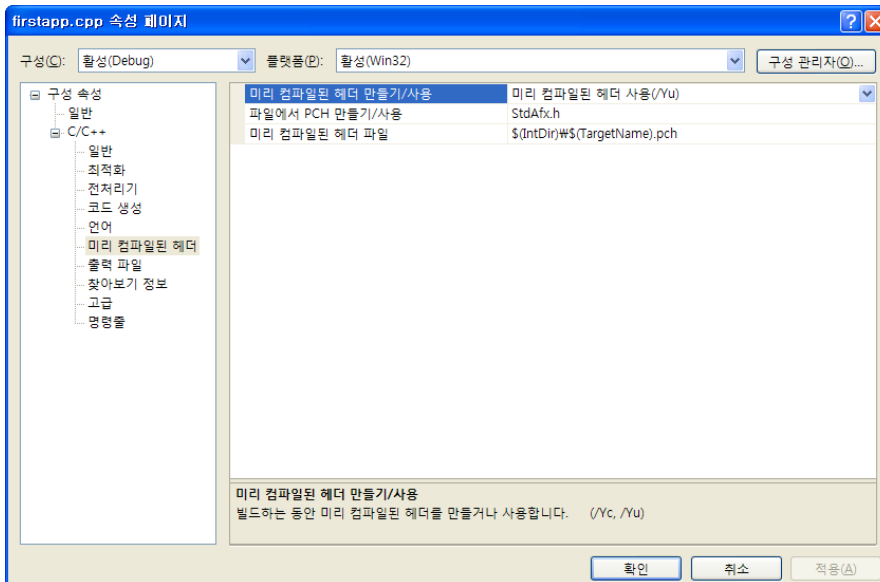 firstapp.cpp 속성 페이지
구성(C): 활성(Debug) 플랫폼(P): 활성(Win32) 구성 관리자(O)...
구성 속성
일반
C/C++
일반
최적화
전처리기
코드 생성
언어
미리 컴파일된 헤더
출력 파일
찾아보기 정보
고급
명령줄
미리 컴파일된 헤더 만들기/사용 미리 컴파일된 헤더 사용(/Yu)
파일에서 PCH 만들기/사용 StdAfx.h
미리 컴파일된 헤더 파일 $(IntDir)₩$(TargetName).pch
미리 컴파일된 헤더 만들기/사용
빌드하는 동안 미리 컴파일된 헤더를 만들거나 사용합니다. (/Yc, /Yu)
확인 취소 적용(A)